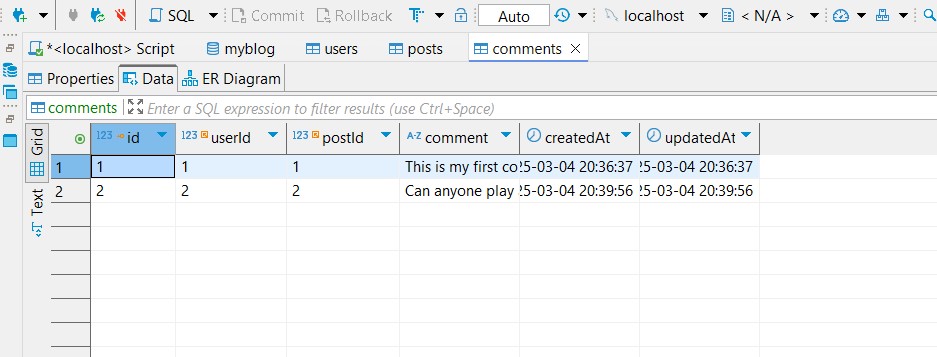 SQL Commit Rollback Auto localhost < N/A >
*<localhost> Script myblog users posts comments
Properties Data ER Diagram
comments Enter a SQL expression to filter results (use Ctrl+Space)
Grid
Text
123 id 123 userId 123 postId A-Z comment createdAt updatedAt
1 1 1 1 This is my first co 25-03-04 20:36:37 25-03-04 20:36:37
2 2 2 2 Can anyone play 25-03-04 20:39:56 25-03-04 20:39:56